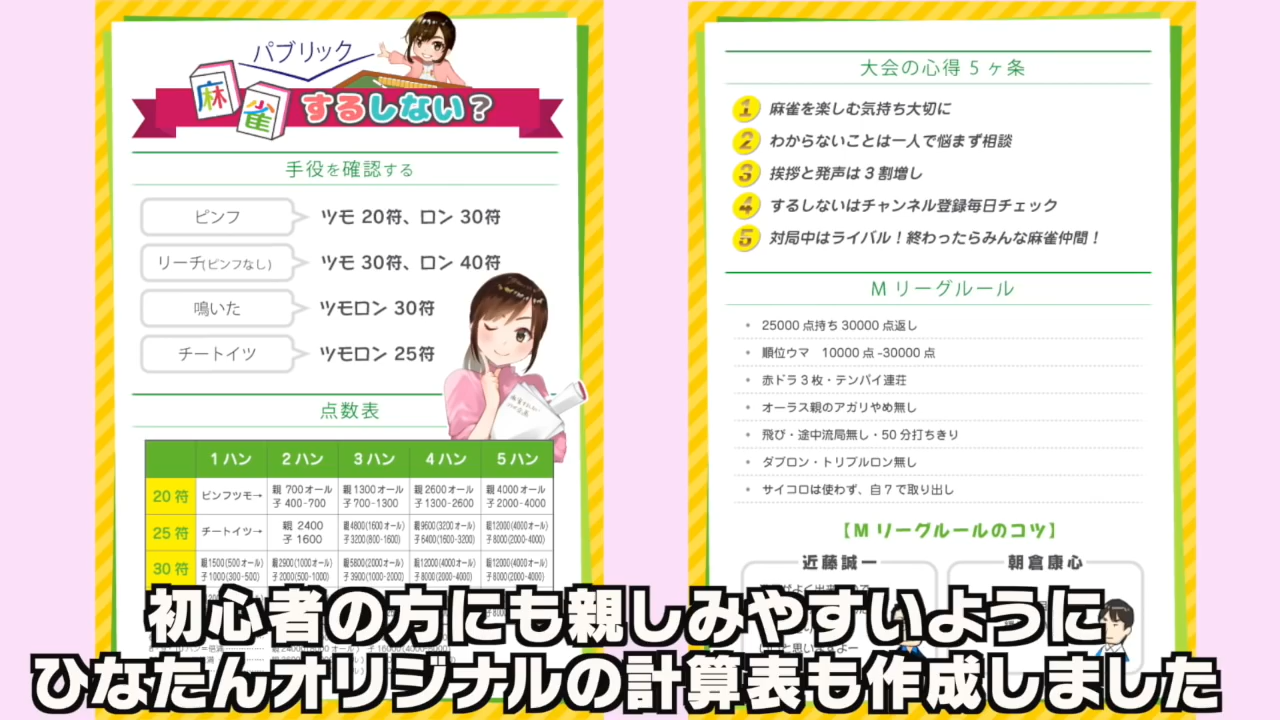 パブリック
麻雀するしない?
手役を確認する
ピンフ ツモ 20符、ロン 30符
リーチ(ピンフなし) ツモ 30符、ロン 40符
鳴いた ツモロン 30符
チートイツ ツモロン 25符
点数表
1ハン 2ハン 3ハン 4ハン 5ハン
20符 ピンフツモ→ 親 700オール 親1300オール 親2600オール 親4000オール
子 400-700 子700-1300 子1300-2600 子2000-4000
25符 チートイツ→ 親 2400 親4800(1600オール) 親9600(3200オール) 親12000(4000オール)
子 1600 子3200(800-1600) 子6400(1600-3200) 子8000(2000-4000)
30符 親1500(500オール) 親2900(1000オール) 親5800(2000オール) 親12000(4000オール) 親12000(4000オール)
子1000(300-500) 子2000(500-1000) 子3900(1000-2000) 子8000(2000-4000) 子8000(2000-4000)
大会の心得5ヶ条
1 麻雀を楽しむ気持ち大切に
2 わからないことは一人で悩まず相談
3 挨拶と発声は3割増し
4 するしないはチャンネル登録毎日チェック
5 対局中はライバル!終わったらみんな麻雀仲間!
Mリーグルール
・ 25000点持ち30000点返し
・ 順位ウマ 10000点-30000点
・ 赤ドラ3枚・テンパイ連荘
・ オーラス親のアガリやめ無し
・ 飛び・途中流局無し・50分打ちきり
・ ダブロン・トリプルロン無し
・ サイコロは使わず、自7で取り出し
【Mリーグルールのコツ】
近藤誠一 朝倉康心
初心者の方にも親しみやすいように
ひなたんオリジナルの計算表も作成しました